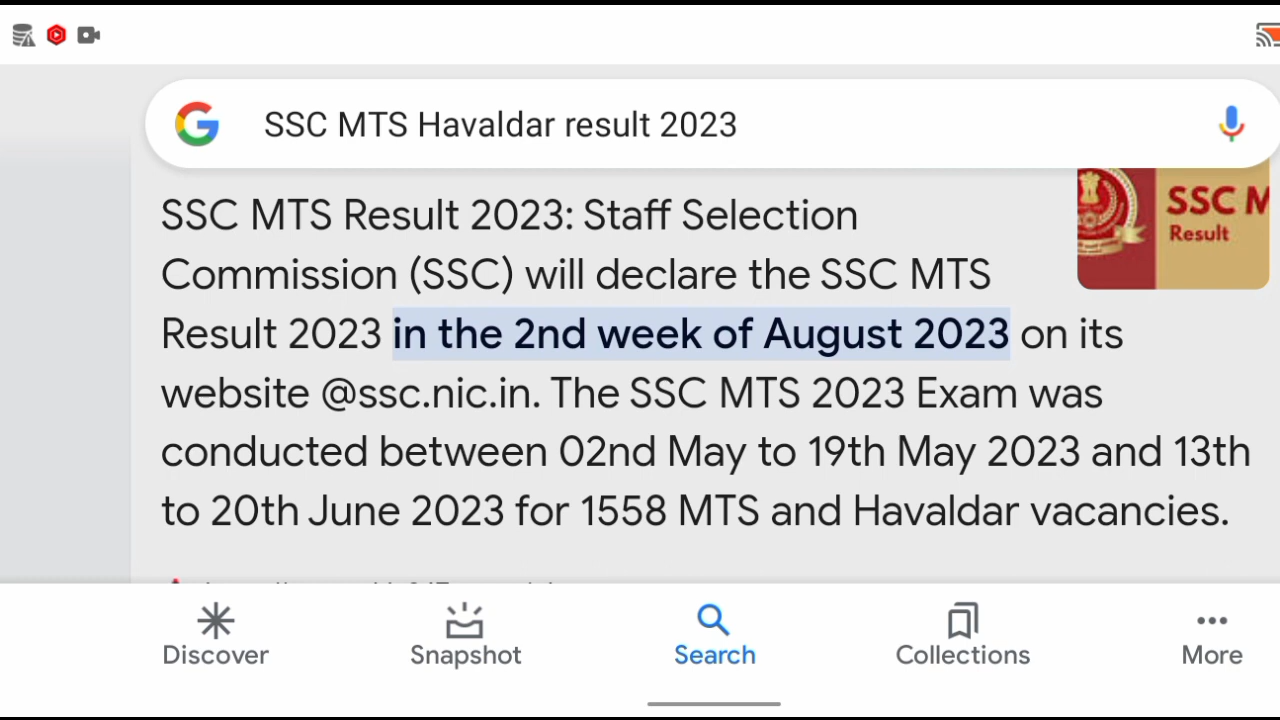 SSC MTS Havaldar result 2023
SSC MTS Result 2023: Staff Selection
Commission (SSC) will declare the SSC MTS
Result 2023 in the 2nd week of August 2023 on its
website @ssc.nic.in. The SSC MTS 2023 Exam was
conducted between 02nd May to 19th May 2023 and 13th
to 20th June 2023 for 1558 MTS and Havaldar vacancies.
SSC M
Result
Discover
Snapshot
Search
Collections
More